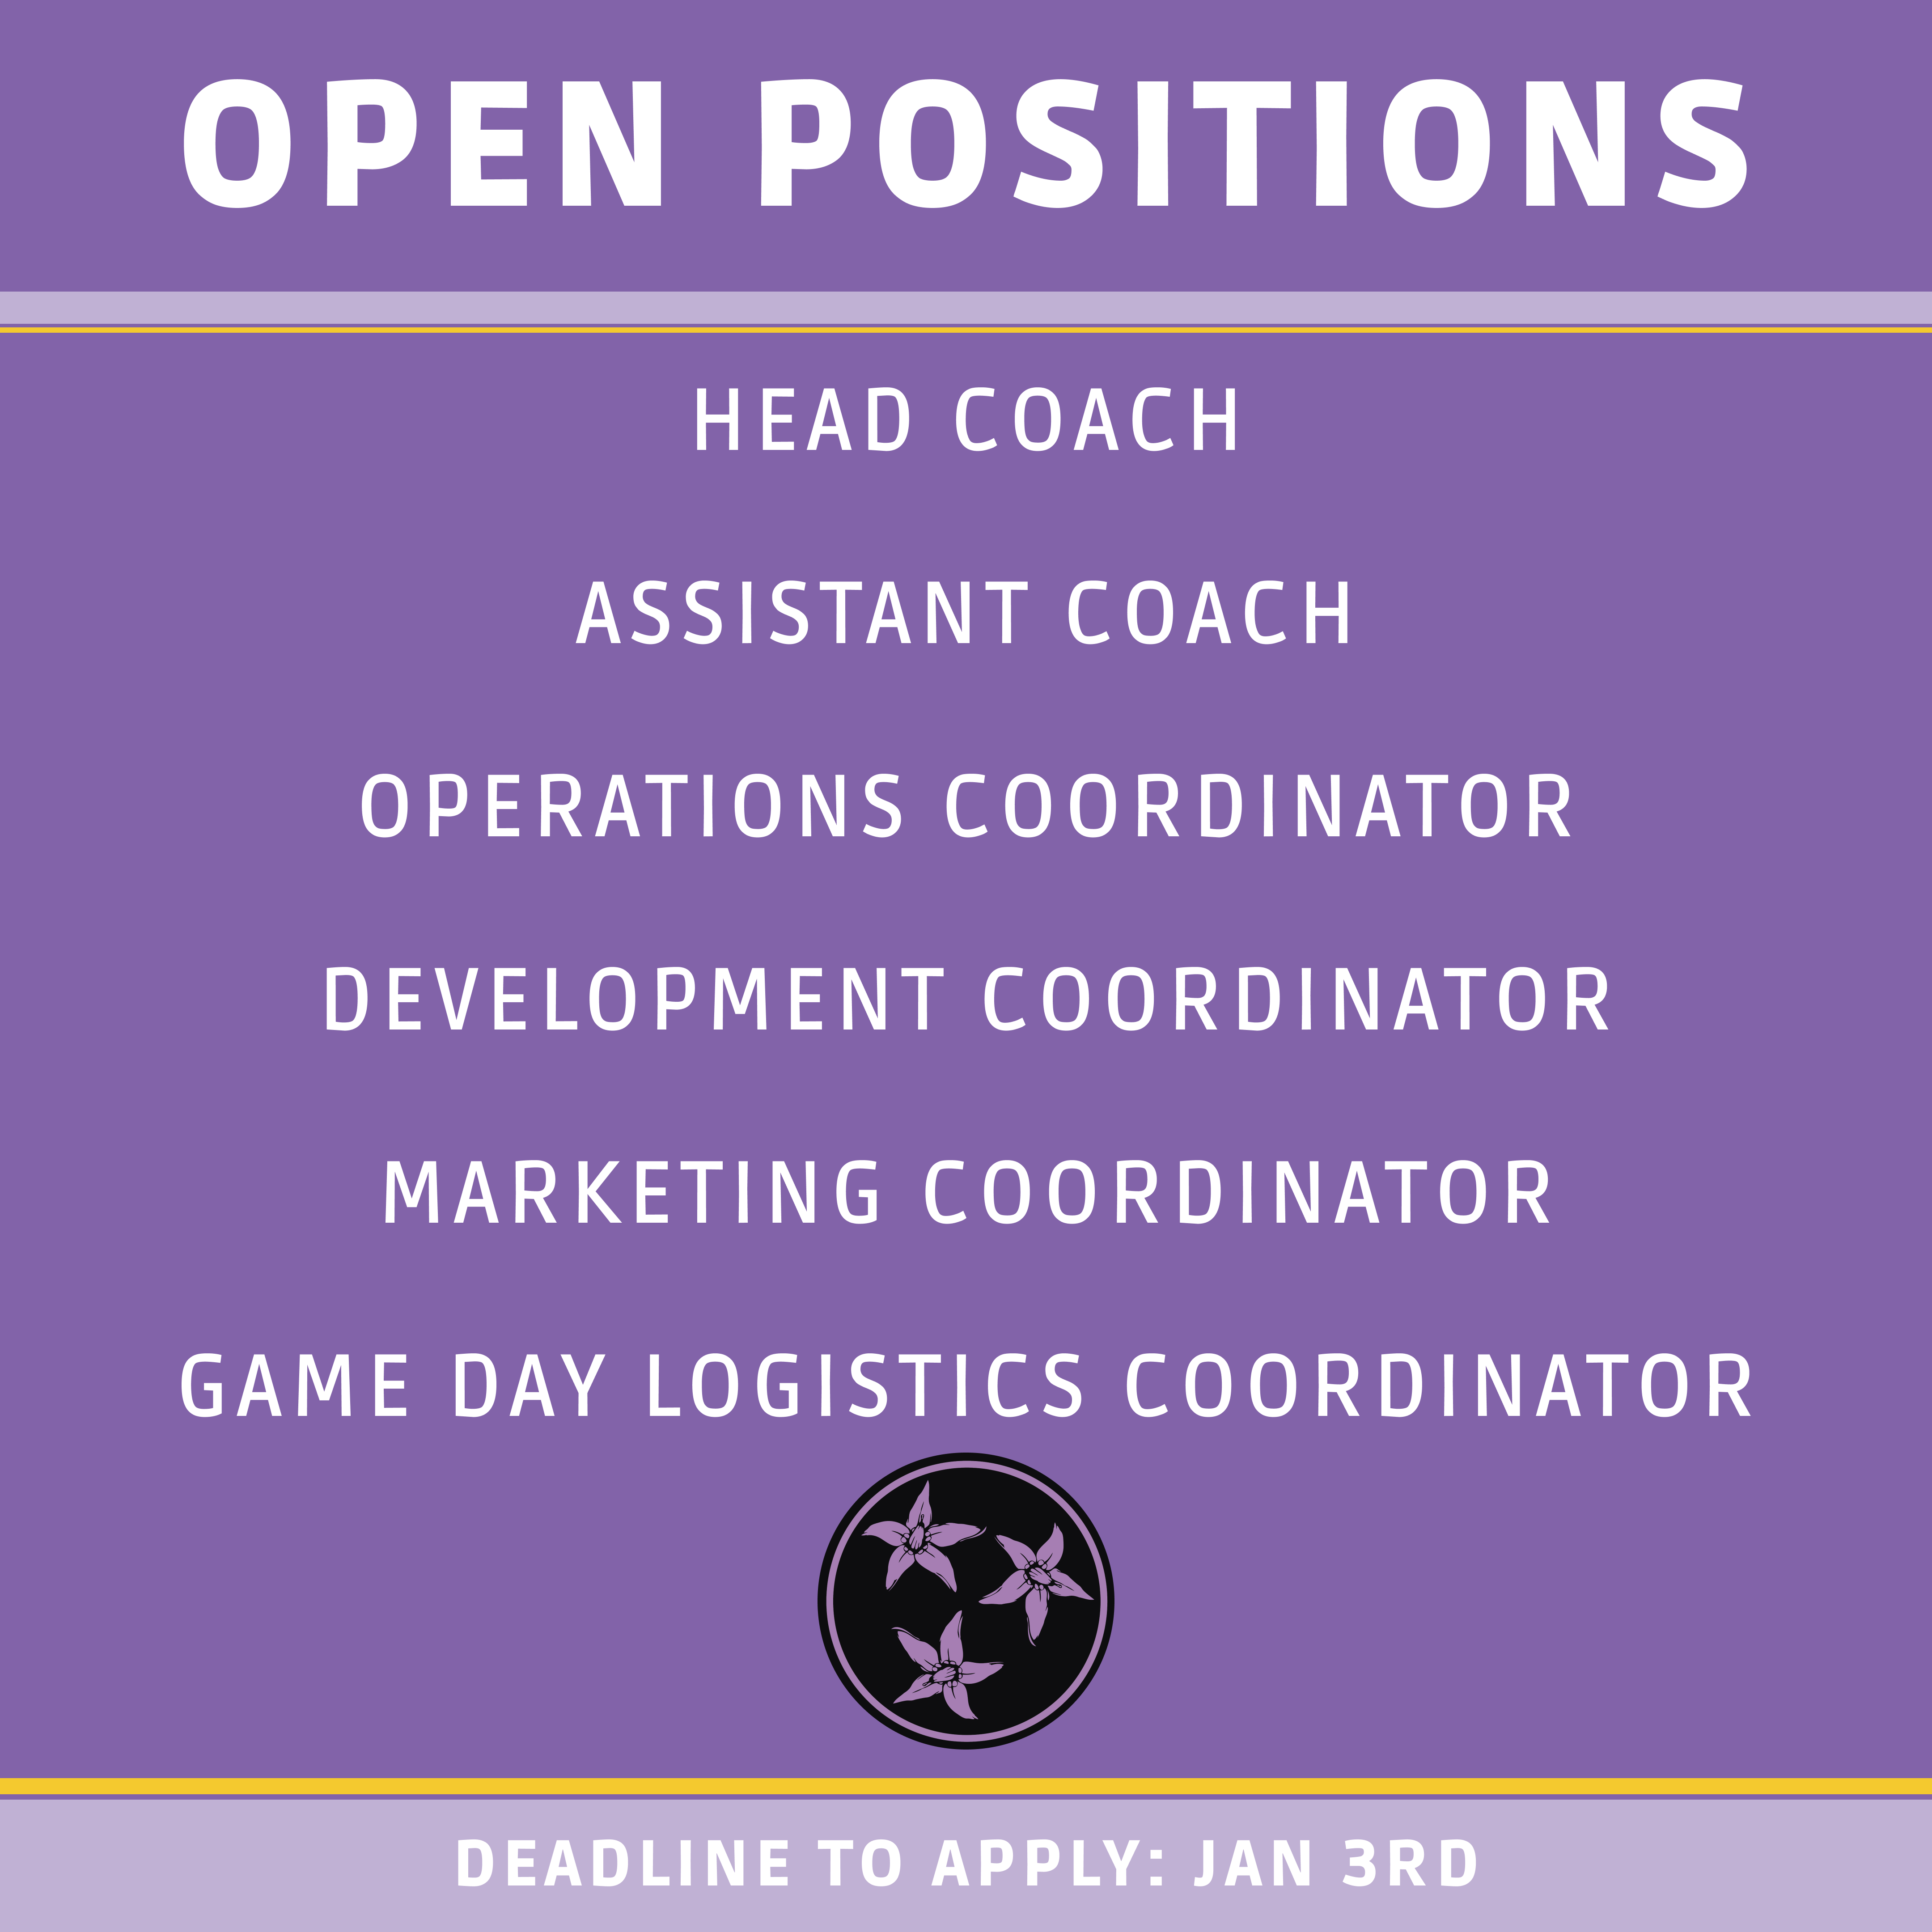 OPEN POSITIONS
HEAD COACH
ASSISTANT COACH
OPERATIONS COORDINATOR
DEVELOPMENT COORDINATOR
MARKETING COORDINATOR
GAME DAY LOGISTICS COORDINATOR
DEADLINE TO APPLY: JAN 3RD